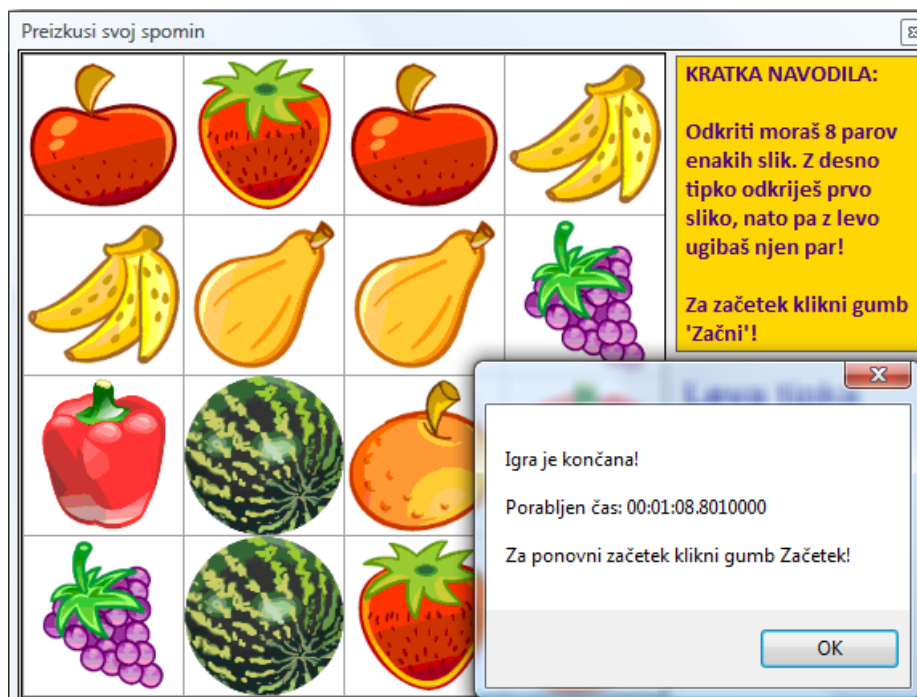 Preizkusi svoj spomin
KRATKA NAVODILA:
Odkriti moraš 8 parov
enakih slik. Z desno
tipko odkriješ prvo
sliko, nato pa z levo
ugibaš njen par!
Za začetek klikni gumb
'Začni'!
Leva tipka
Igra je končana!
Porabljen čas: 00:01:08.8010000
Za ponovni začetek klikni gumb Začetek!
OK